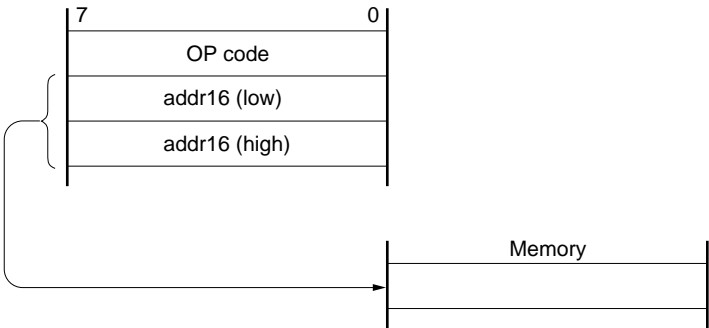 7 0
OP code
addr16 (low)
addr16 (high)
Memory